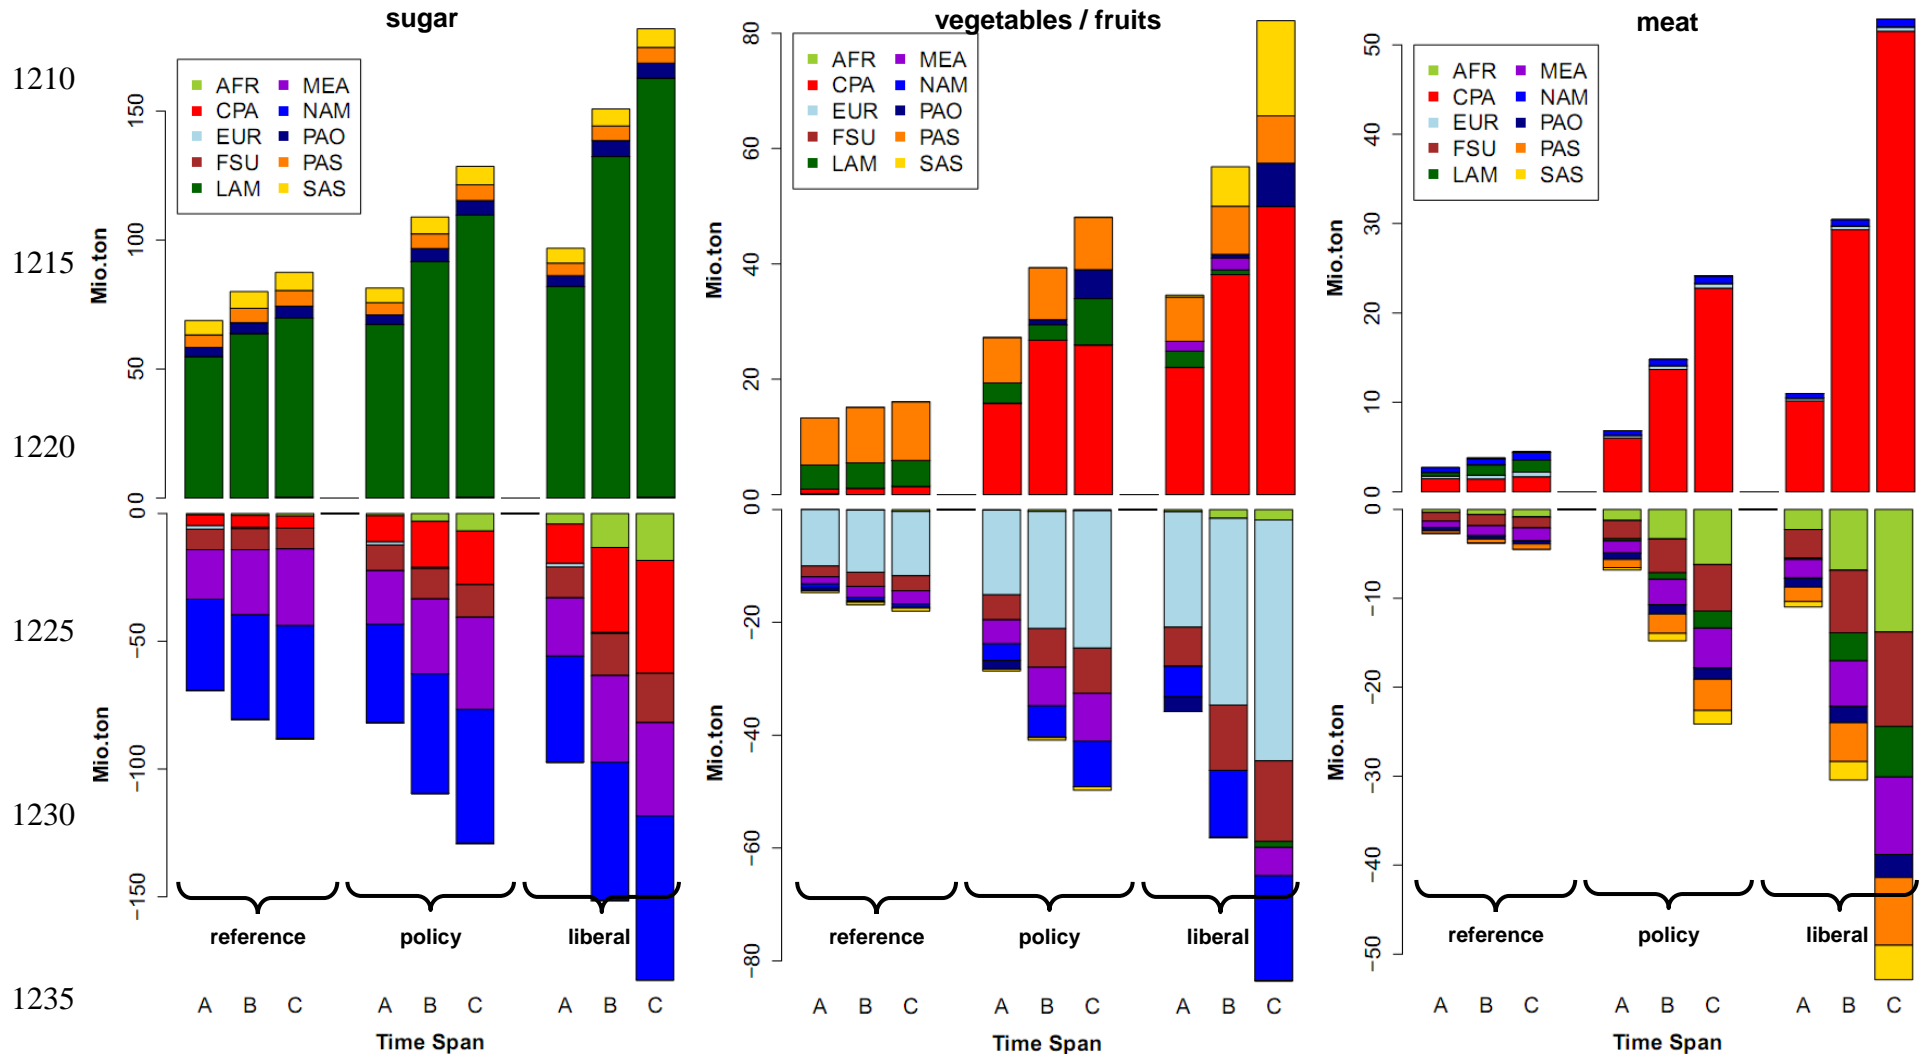 sugar
vegetables / fruits
meat
1210
1215
1220
1225
1230
1235
AFR MEA
CPA NAM
EUR PAO
FSU PAS
LAM SAS
Mio.ton
0 50 100 150
Mio.ton
0 −50 −100 −150
reference policy liberal
A B C A B C A B C
Time Span
AFR MEA
CPA NAM
EUR PAO
FSU PAS
LAM SAS
Mio.ton
0 20 40 60 80
Mio.ton
0 −20 −40 −60 −80
reference policy liberal
A B C A B C A B C
Time Span
AFR MEA
CPA NAM
EUR PAO
FSU PAS
LAM SAS
Mio.ton
0 10 20 30 40 50
Mio.ton
0 −10 −20 −30 −40 −50
reference policy liberal
A B C A B C A B C
Time Span